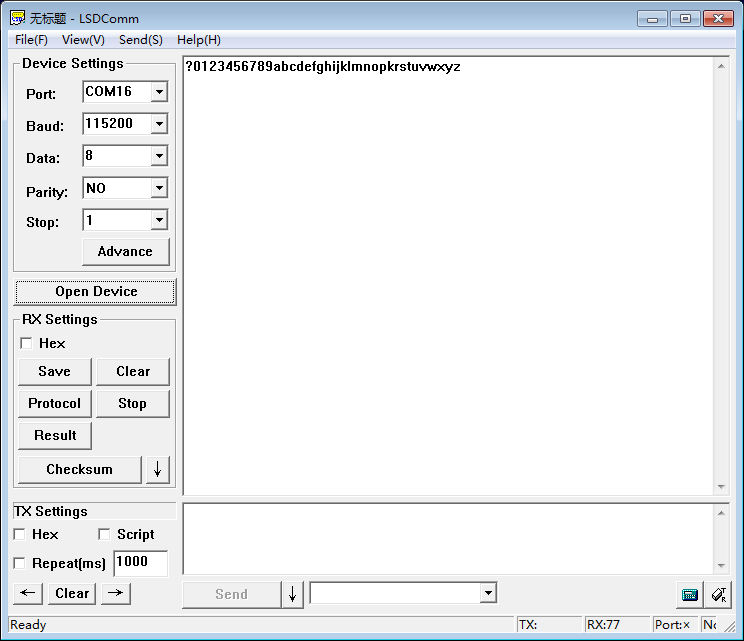 无标题 - LSDComm
File(F) View(V) Send(S) Help(H)
Device Settings
Port: COM16
Baud: 115200
Data: 8
Parity: NO
Stop: 1
Advance
Open Device
RX Settings
Hex
Save Clear
Protocol Stop
Result
Checksum ↓
?0123456789abcdefghijklmnopkrstuvwxyz
TX Settings
Hex Script
Repeat(ms) 1000
← Clear →
Send ↓
Ready TX: RX:77 Port:×